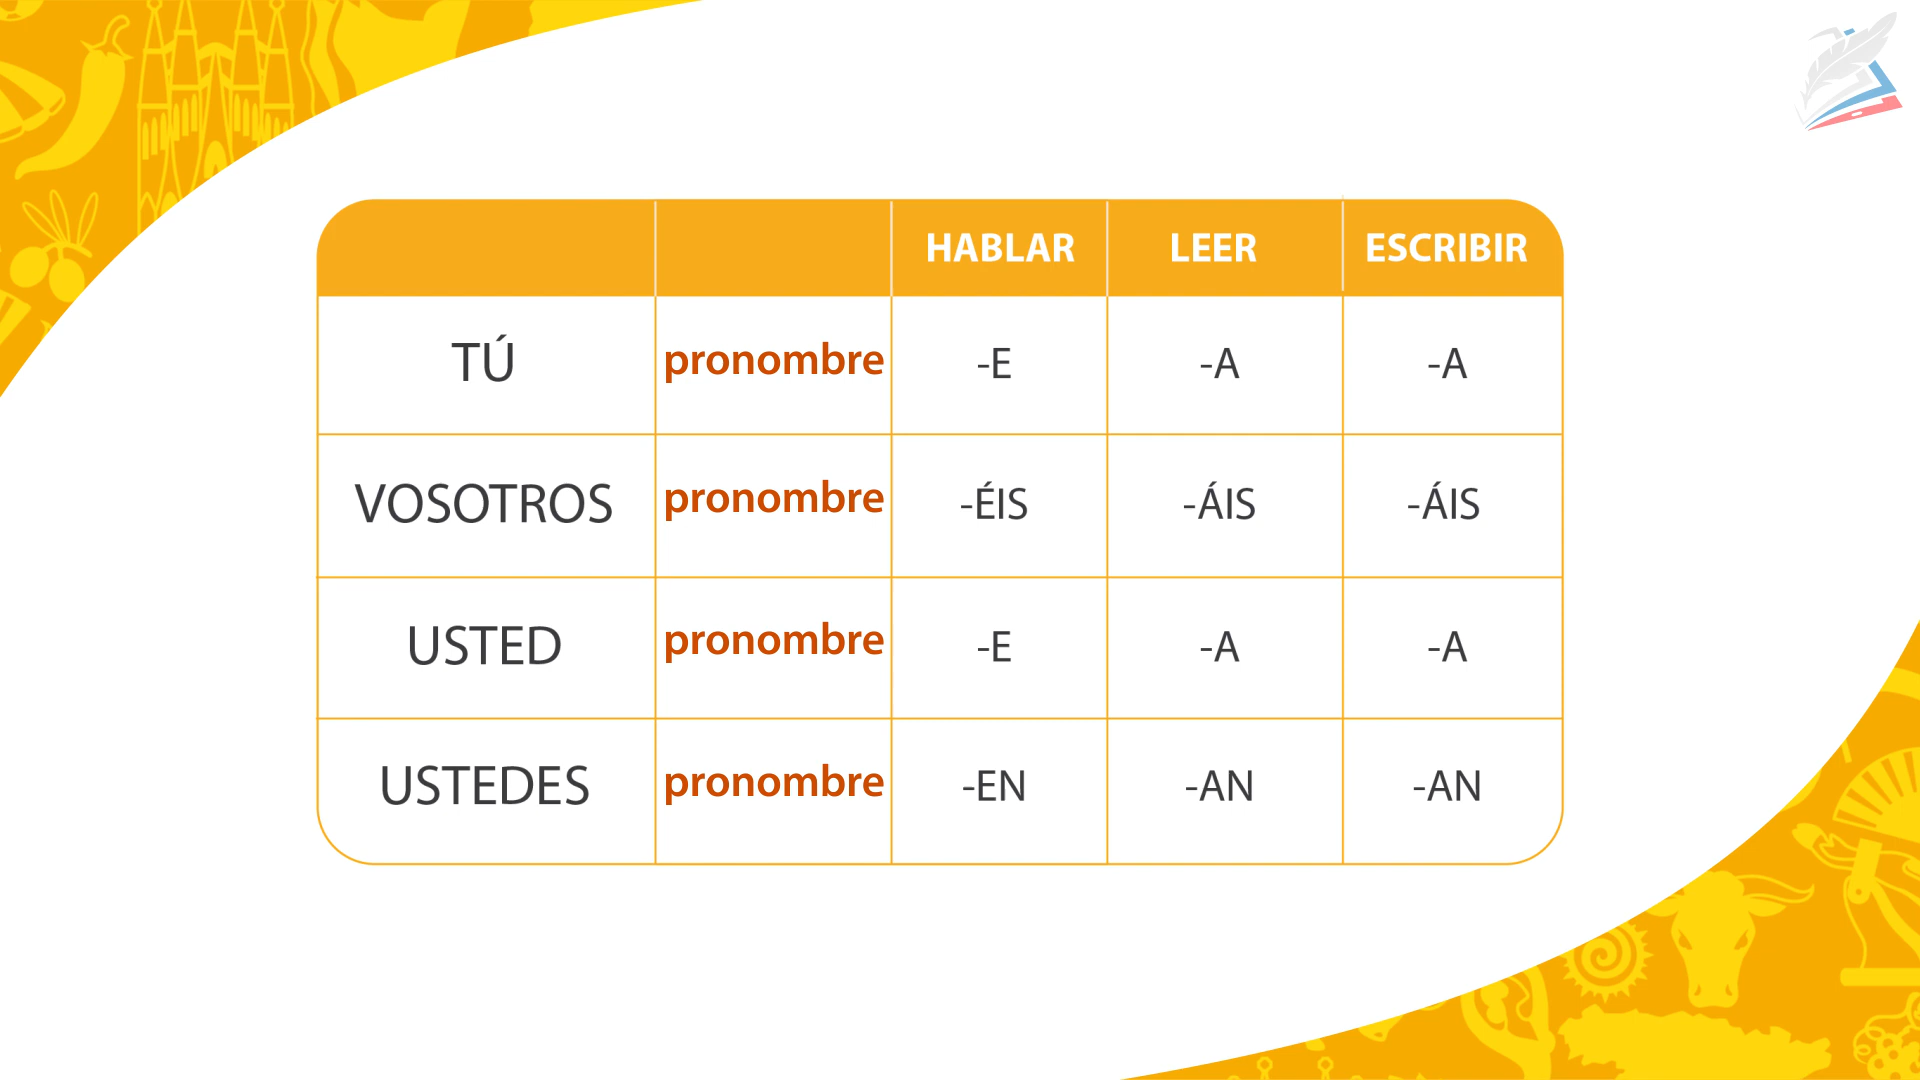 HABLAR LEER ESCRIBIR
TÚ pronombre -E -A -A
VOSOTROS pronombre -ÉIS -ÁIS -ÁIS
USTED pronombre -E -A -A
USTEDES pronombre -EN -AN -AN